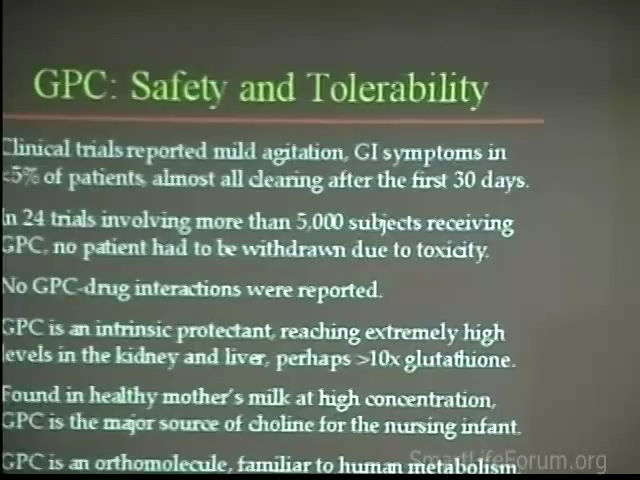 GPC: Safety and Tolerability
Clinical trials reported mild agitation, GI symptoms in
<5% of patients, almost all clearing after the first 30 days.
In 24 trials involving more than 5,000 subjects receiving
GPC, no patient had to be withdrawn due to toxicity.
No GPC-drug interactions were reported.
GPC is an intrinsic protectant, reaching extremely high
levels in the kidney and liver, perhaps >10x glutathione.
Found in healthy mother's milk at high concentration,
GPC is the major source of choline for the nursing infant.
GPC is an orthomolecule, familiar to human metabolism.
SmartLifeForum.org